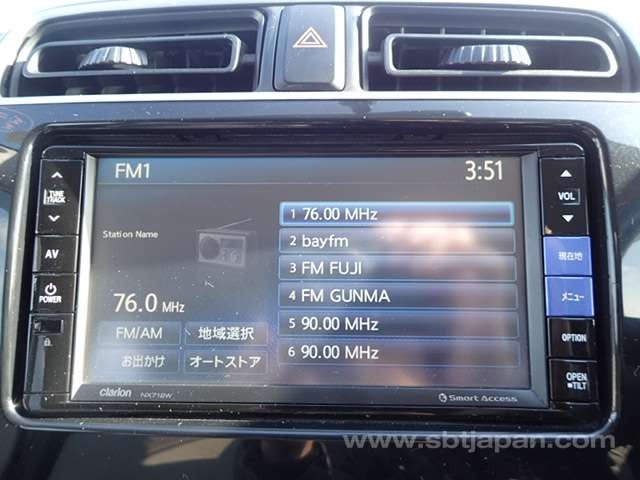 FM1
3:51
TUNE
TRACK
AV
POWER
Station Name
76.0 MHz
FM/AM
地域選択
お出かけ
オートストア
1 76.00 MHz
2 bayfm
3 FM FUJI
4 FM GUNMA
5 90.00 MHz
6 90.00 MHz
VOL
現在地
メニュー
OPTION
OPEN
TILT
clarion
NX718W
Smart Access
www.sbtjapan.com